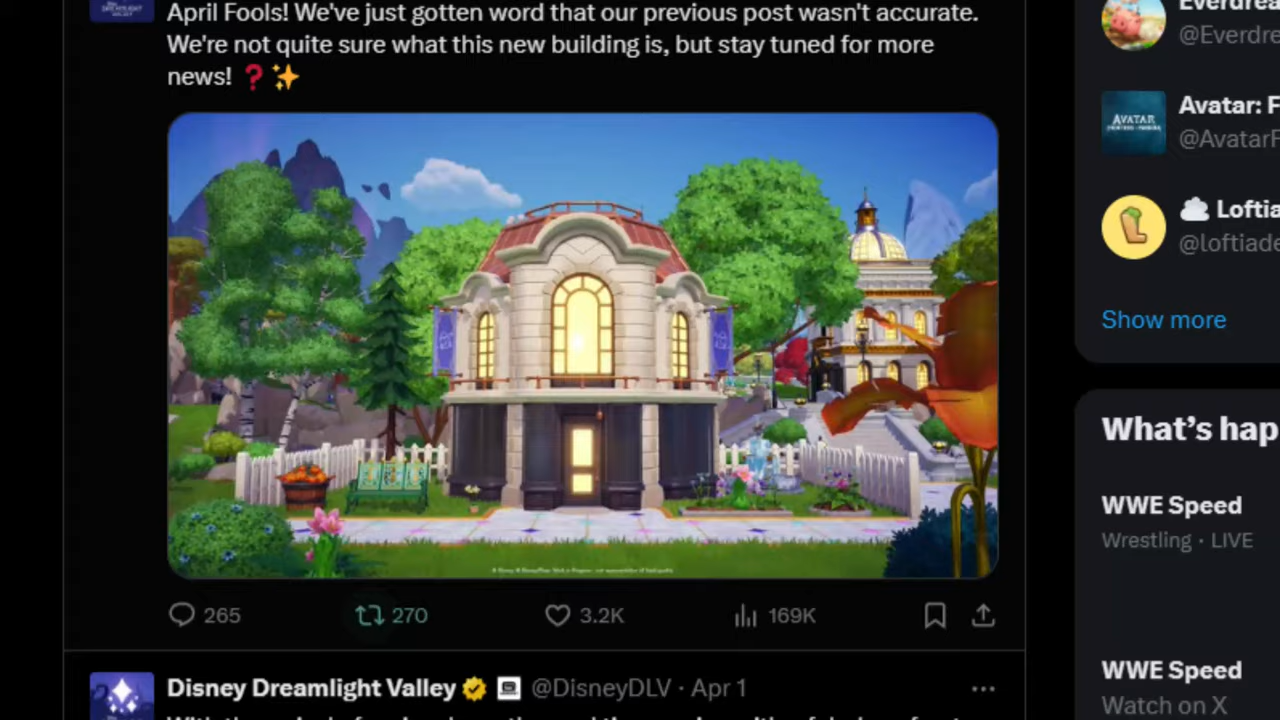 April Fools! We've just gotten word that our previous post wasn't accurate.
We're not quite sure what this new building is, but stay tuned for more
news! ❓✨
265 270 3.2K 169K
Disney Dreamlight Valley @DisneyDLV · Apr 1
@Everdre
Avatar: F
AVATAR
@AvatarF
Loftia
@loftiade
Show more
What's hap
WWE Speed
Wrestling · LIVE
WWE Speed
Watch on X